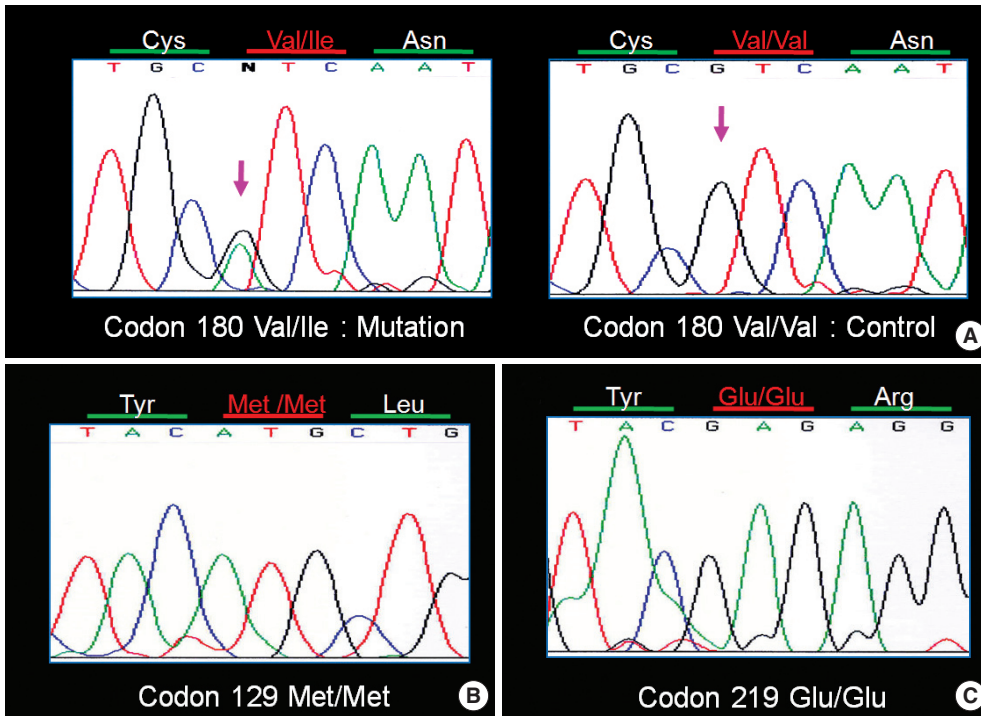 Cys Val/Ile Asn
T G C N T C A A T
Codon 180 Val/Ile : Mutation
Cys Val/Val Asn
T G C G T C A A T
Codon 180 Val/Val : Control
A
Tyr Met /Met Leu
T A C A T G C T G
Codon 129 Met/Met
B
Tyr Glu/Glu Arg
T A C G A G A G G
Codon 219 Glu/Glu
C